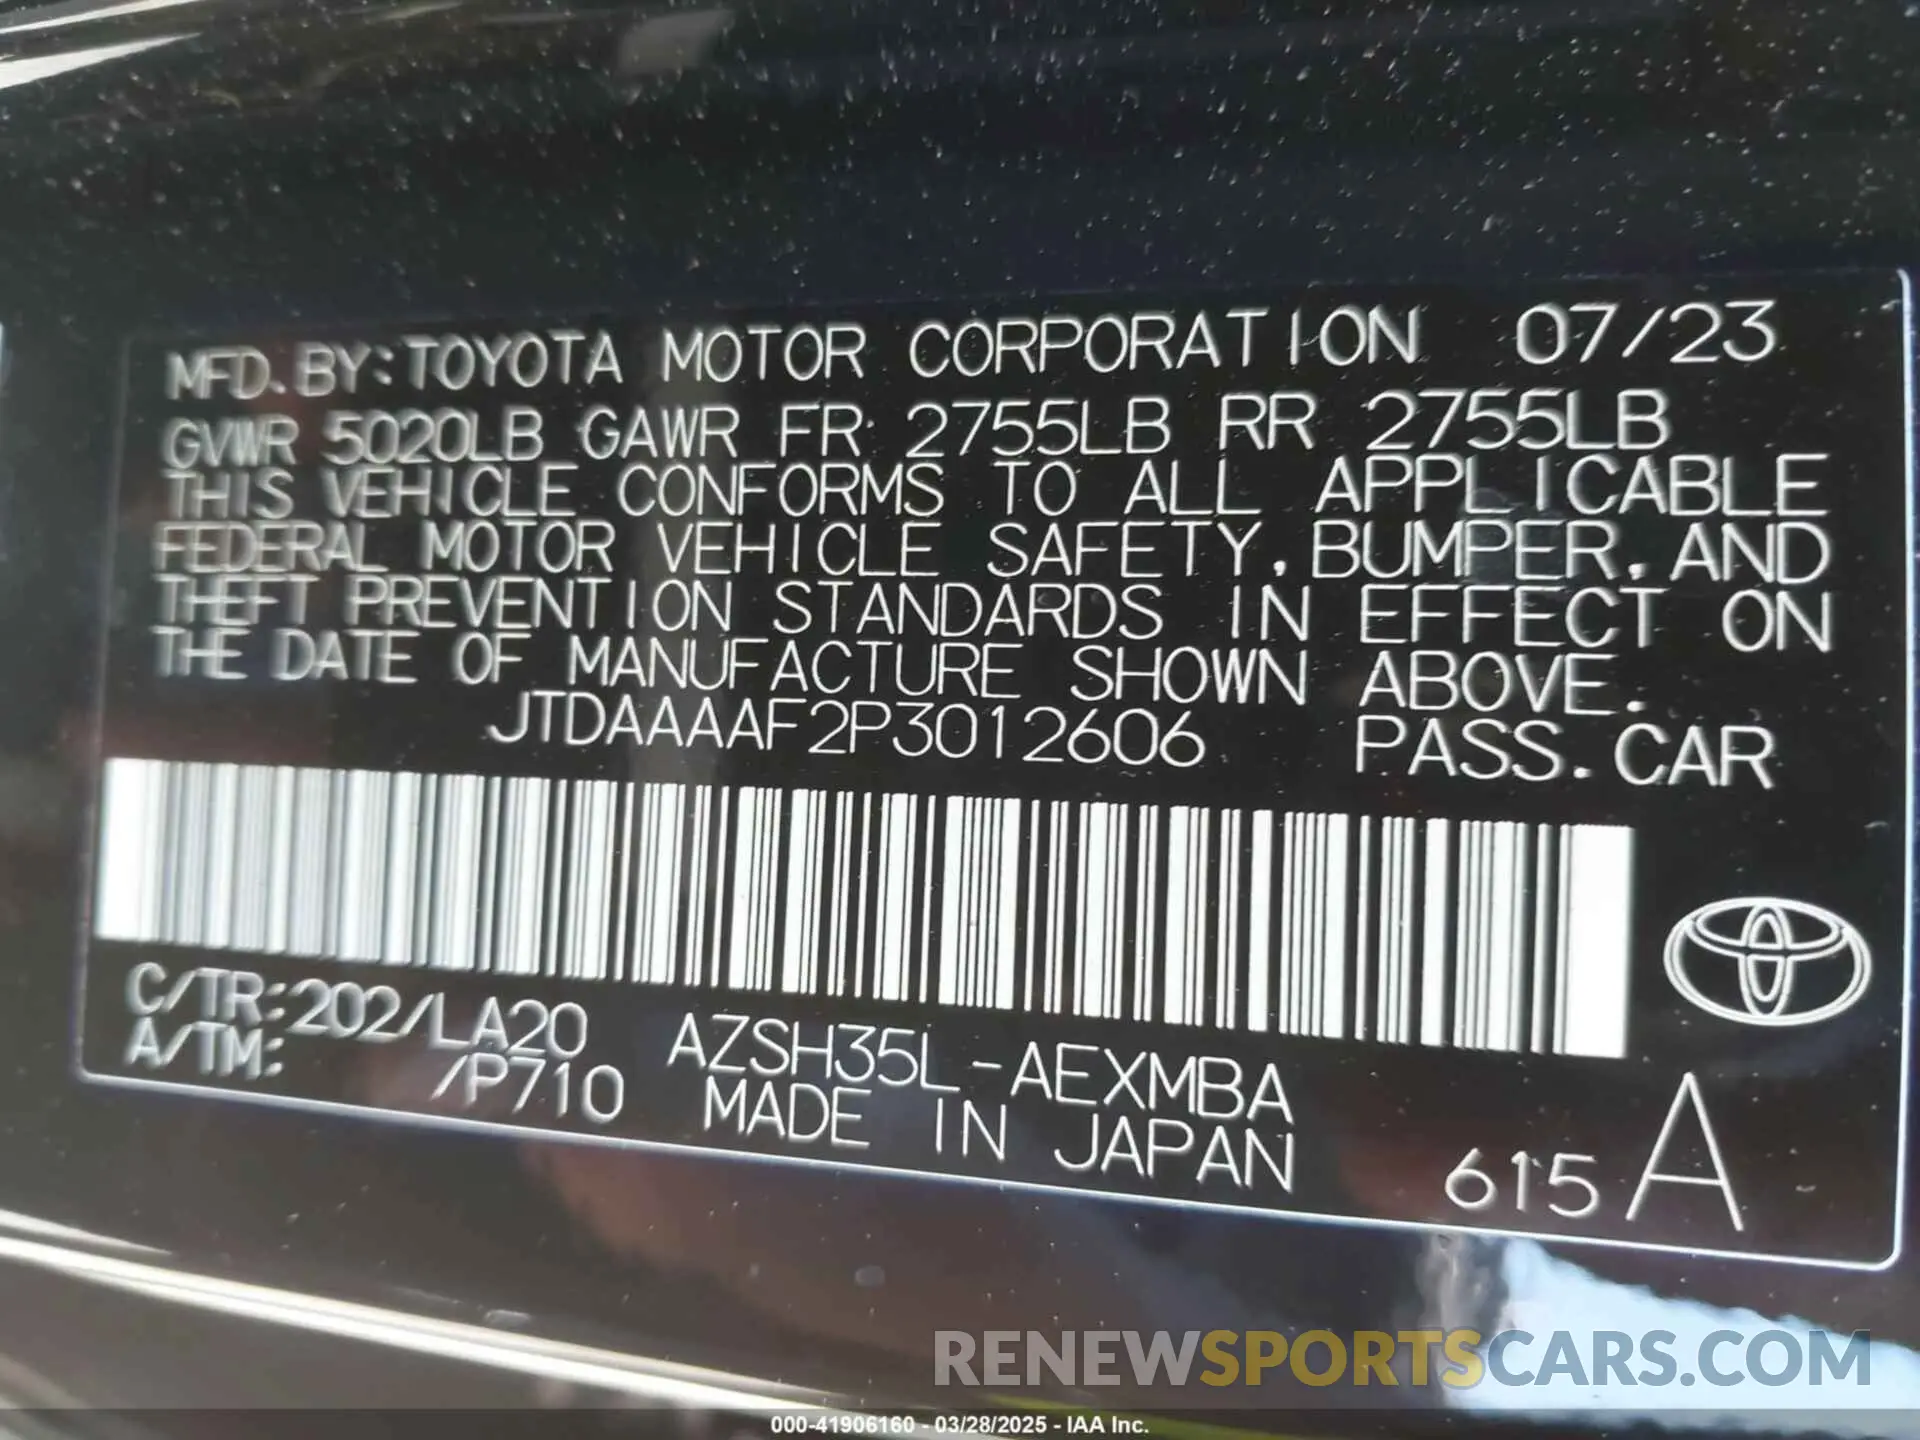 MFD. BY: TOYOTA MOTOR CORPORATION 07/23
GVWR 5020LB GAWR FR 2755LB RR 2755LB
THIS VEHICLE CONFORMS TO ALL APPLICABLE
FEDERAL MOTOR VEHICLE SAFETY, BUMPER, AND
THEFT PREVENTION STANDARDS IN EFFECT ON
THE DATE OF MANUFACTURE SHOWN ABOVE.
JTDAAAAF2P3012606 PASS. CAR
C/TR: 202/LA20 AZSH35L-AEXMBA
A/TM: /P710 MADE IN JAPAN
615 A
RENEWSPORTSCARS.COM
000-41906160 - 03/28/2025 - IAA Inc.